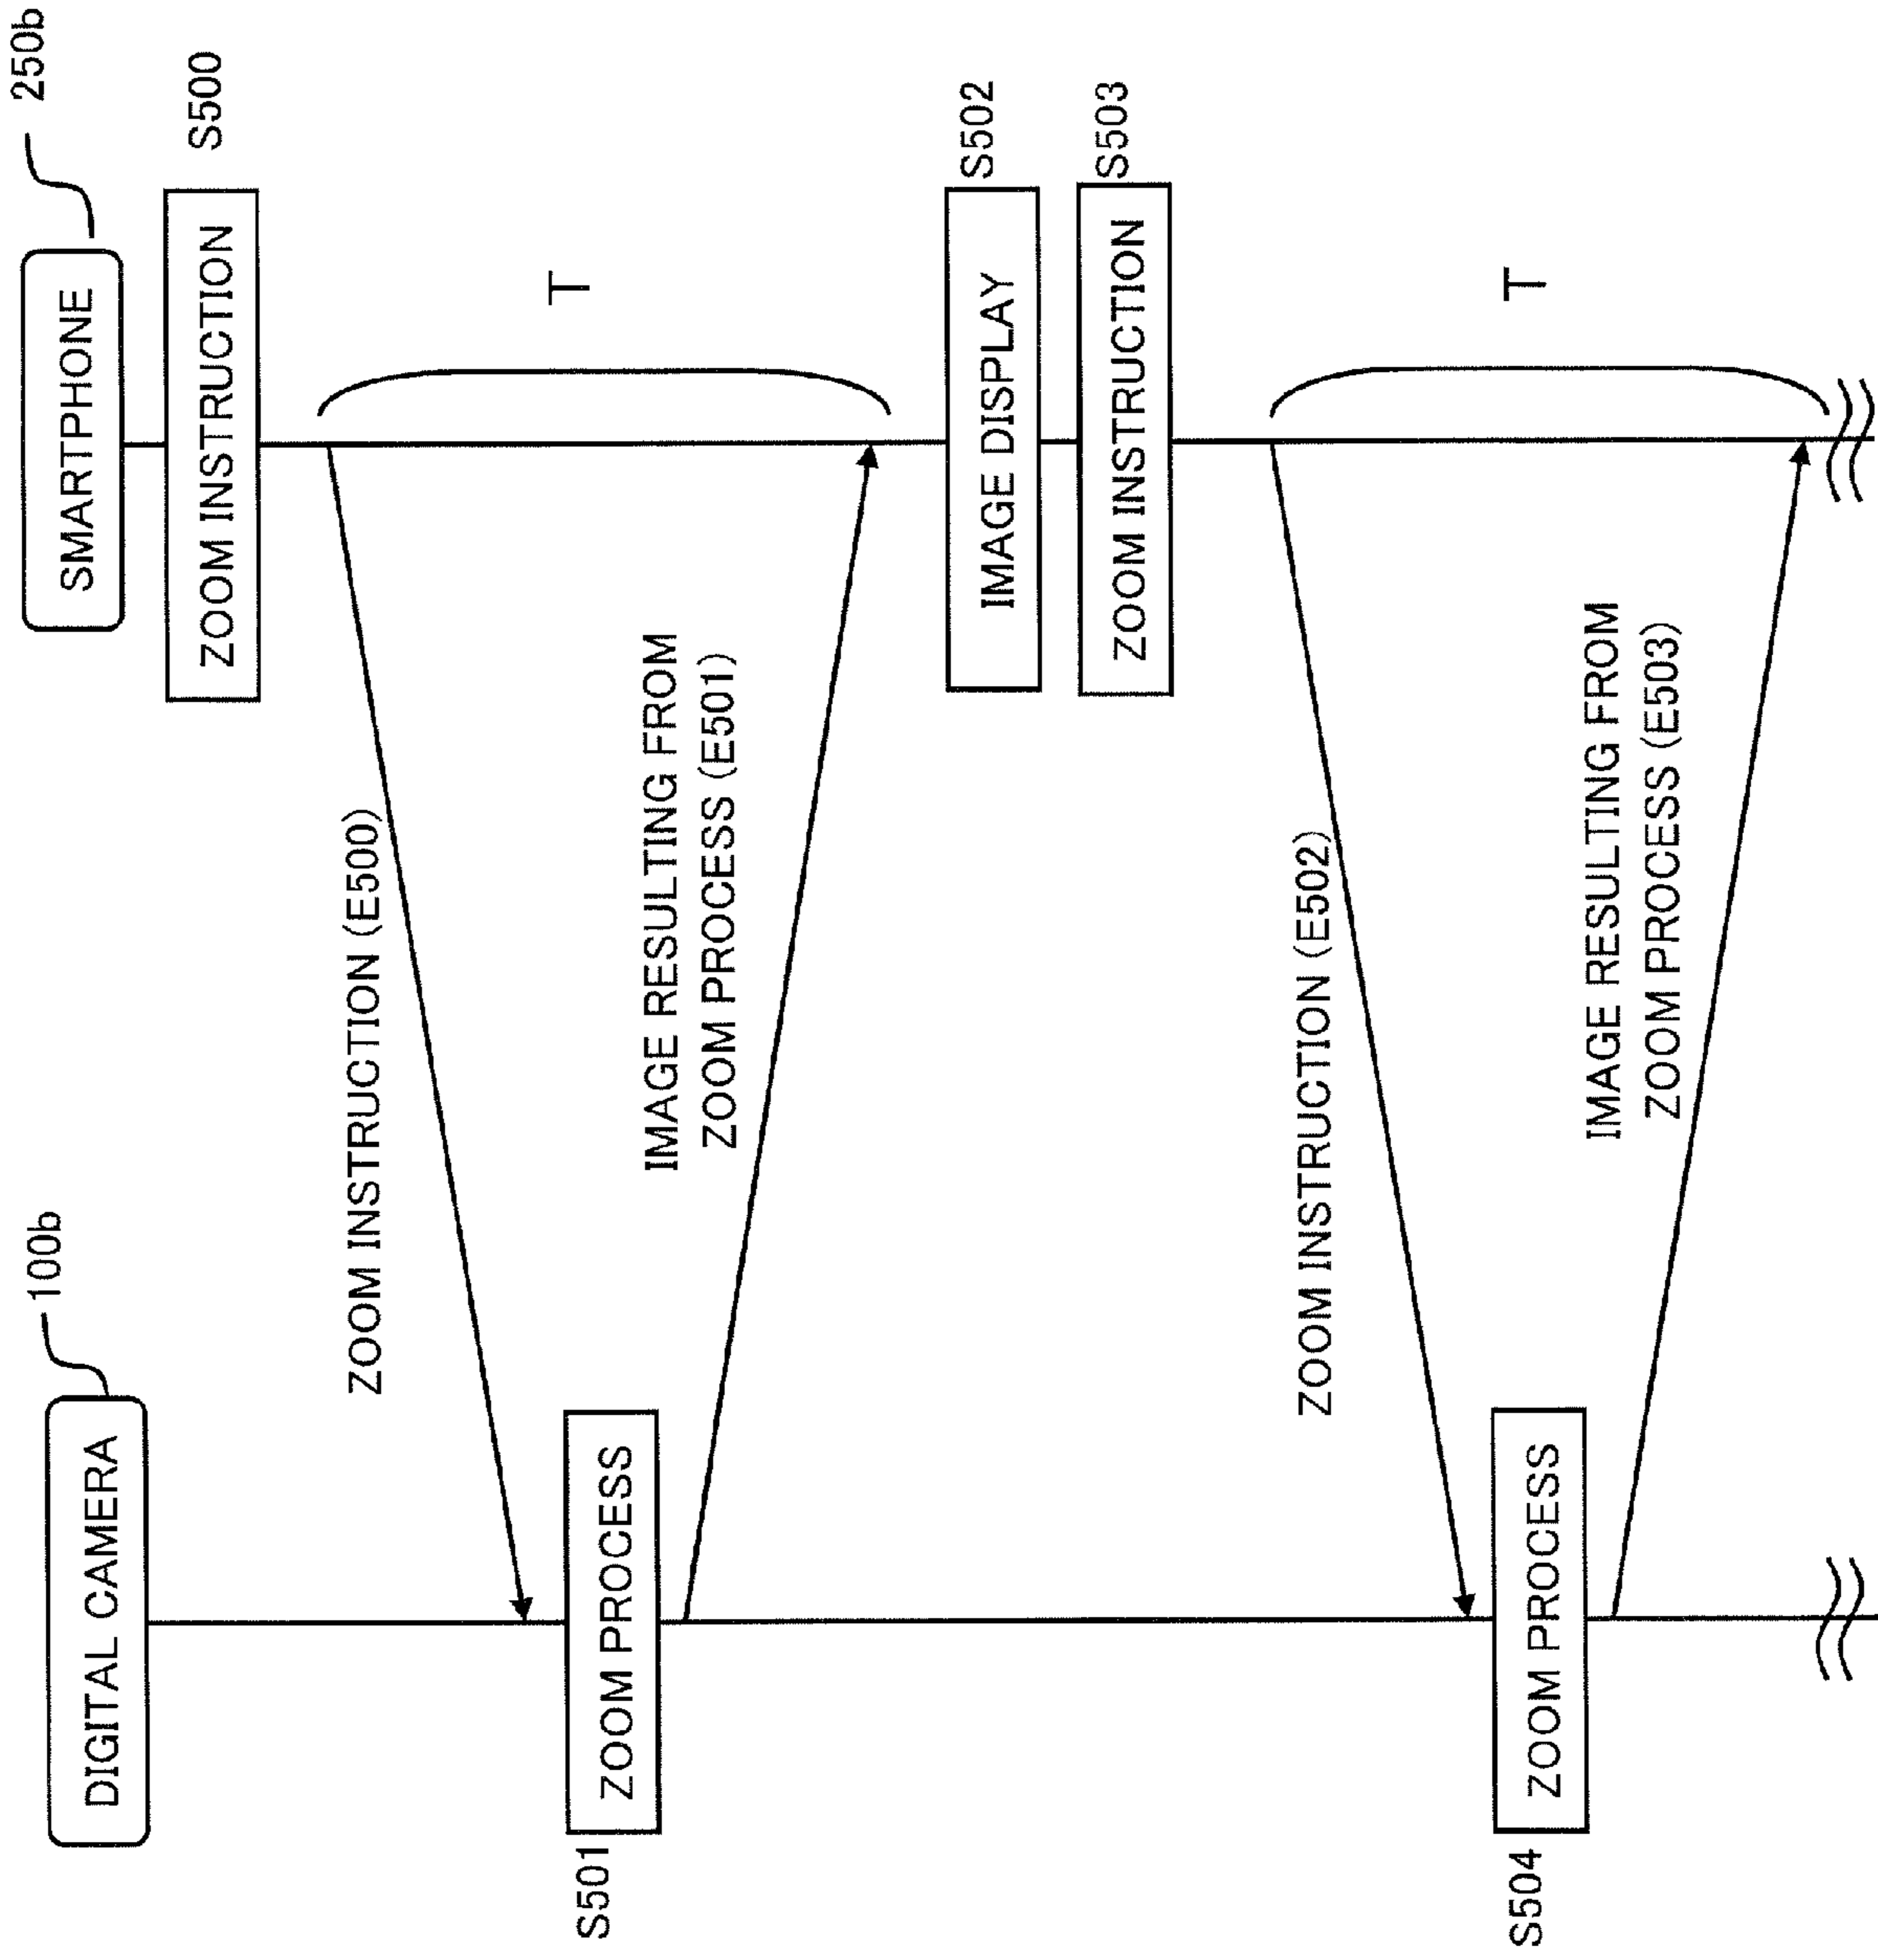 DIGITAL CAMERA
100b
SMARTPHONE
250b
ZOOM INSTRUCTION
S500
ZOOM INSTRUCTION (E500)
T
S501
ZOOM PROCESS
IMAGE RESULTING FROM
ZOOM PROCESS (E501)
IMAGE DISPLAY
S502
ZOOM INSTRUCTION
S503
ZOOM INSTRUCTION (E502)
T
S504
ZOOM PROCESS
IMAGE RESULTING FROM
ZOOM PROCESS (E503)